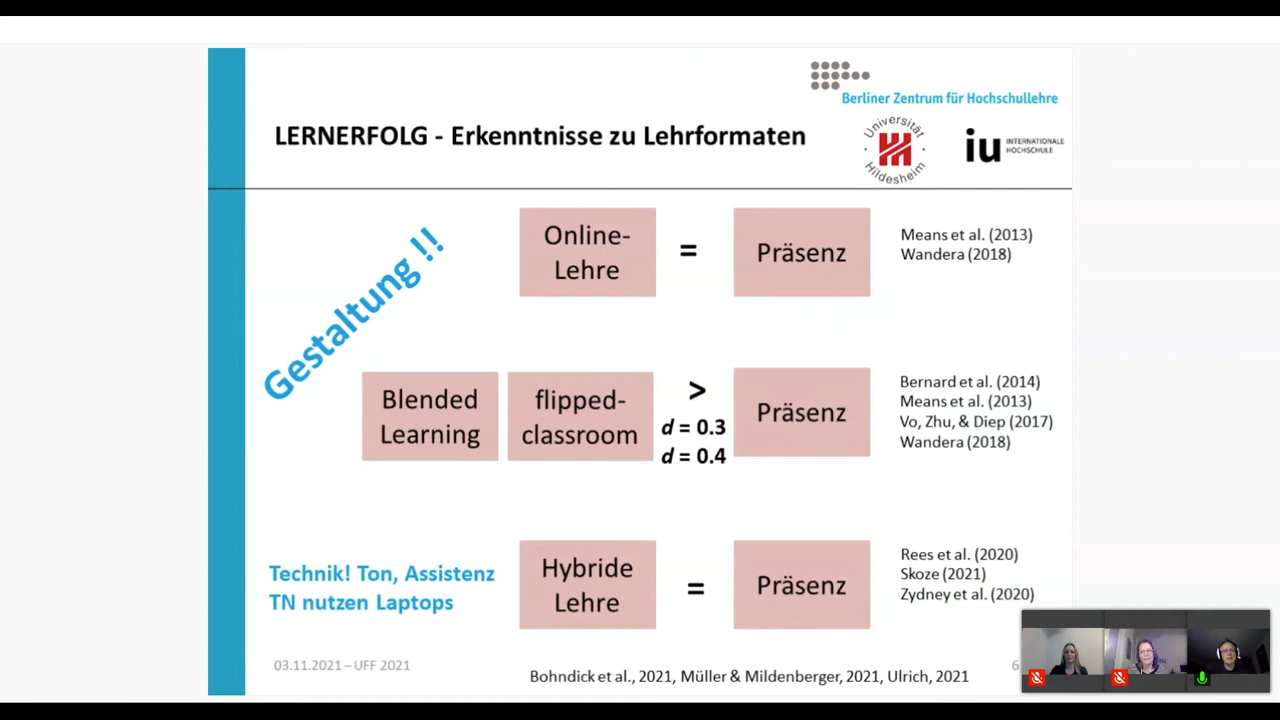 Berliner Zentrum für Hochschullehre
LERNERFOLG - Erkenntnisse zu Lehrformaten
Universität
Hildesheim
iu INTERNATIONALE
HOCHSCHULE
Gestaltung !!
Online-
Lehre
=
Präsenz
Means et al. (2013)
Wandera (2018)
Blended
Learning
flipped-
classroom
>
d = 0.3
d = 0.4
Präsenz
Bernard et al. (2014)
Means et al. (2013)
Vo, Zhu, & Diep (2017)
Wandera (2018)
Technik! Ton, Assistenz
TN nutzen Laptops
Hybride
Lehre
=
Präsenz
Rees et al. (2020)
Skoze (2021)
Zydney et al. (2020)
03.11.2021 – UFF 2021
Bohndick et al., 2021, Müller & Mildenberger, 2021, Ulrich, 2021
6